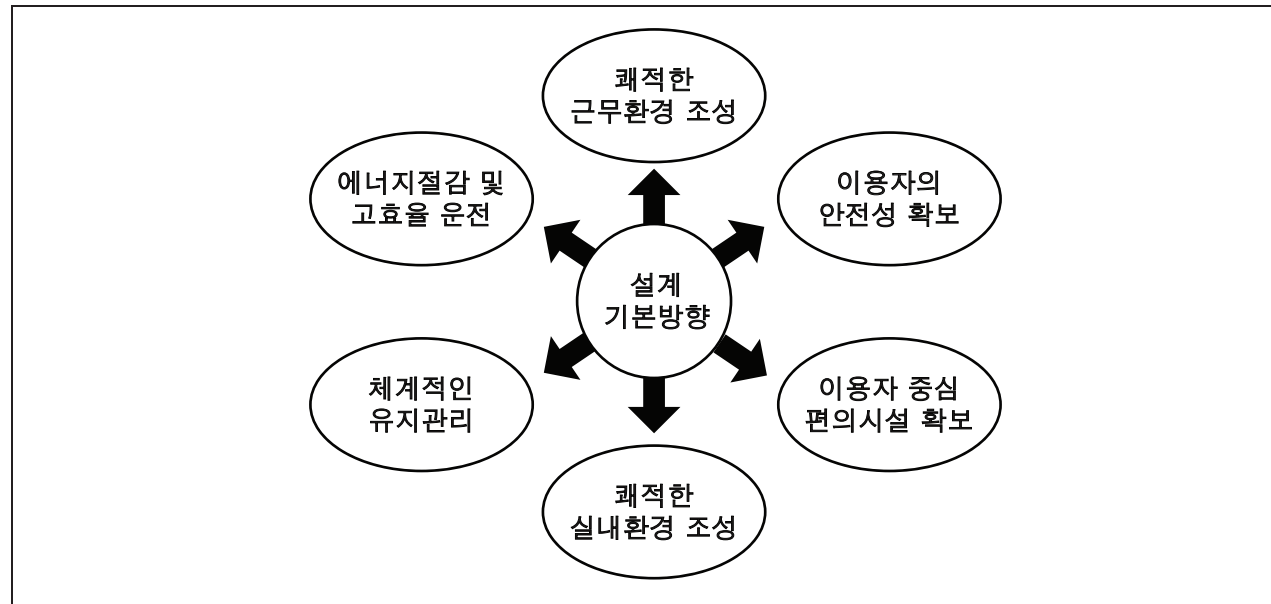 쾌적한
근무환경 조성
에너지절감 및
고효율 운전
이용자의
안전성 확보
설계
기본방향
체계적인
유지관리
이용자 중심
편의시설 확보
쾌적한
실내환경 조성